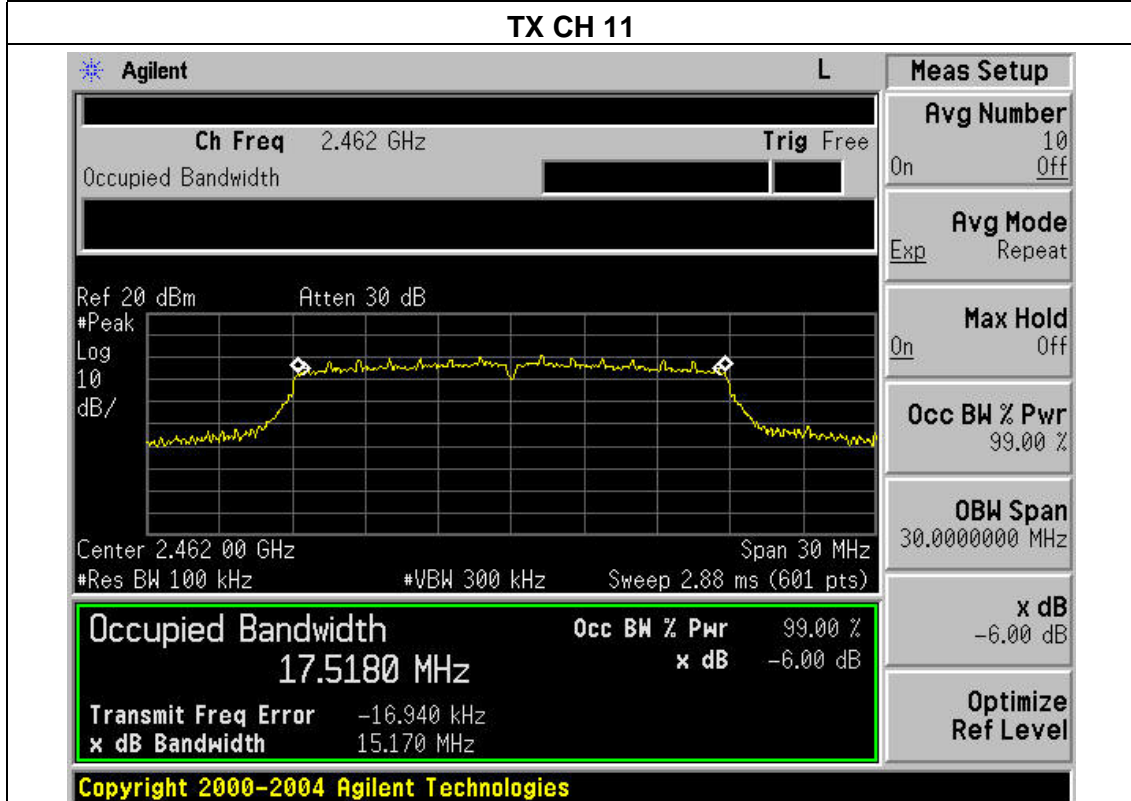 TX CH 11
Agilent L Meas Setup
Ch Freq 2.462 GHz Trig Free
Occupied Bandwidth
Avg Number
10
On Off
Avg Mode
Exp Repeat
Max Hold
On Off
Occ BW % Pwr
99.00 %
OBW Span
30.0000000 MHz
x dB
-6.00 dB
Optimize
Ref Level
Ref 20 dBm Atten 30 dB
#Peak
Log
10
dB/
Center 2.462 00 GHz Span 30 MHz
#Res BW 100 kHz #VBW 300 kHz Sweep 2.88 ms (601 pts)
Occupied Bandwidth Occ BW % Pwr 99.00 %
17.5180 MHz x dB -6.00 dB
Transmit Freq Error -16.940 kHz
x dB Bandwidth 15.170 MHz
Copyright 2000-2004 Agilent Technologies